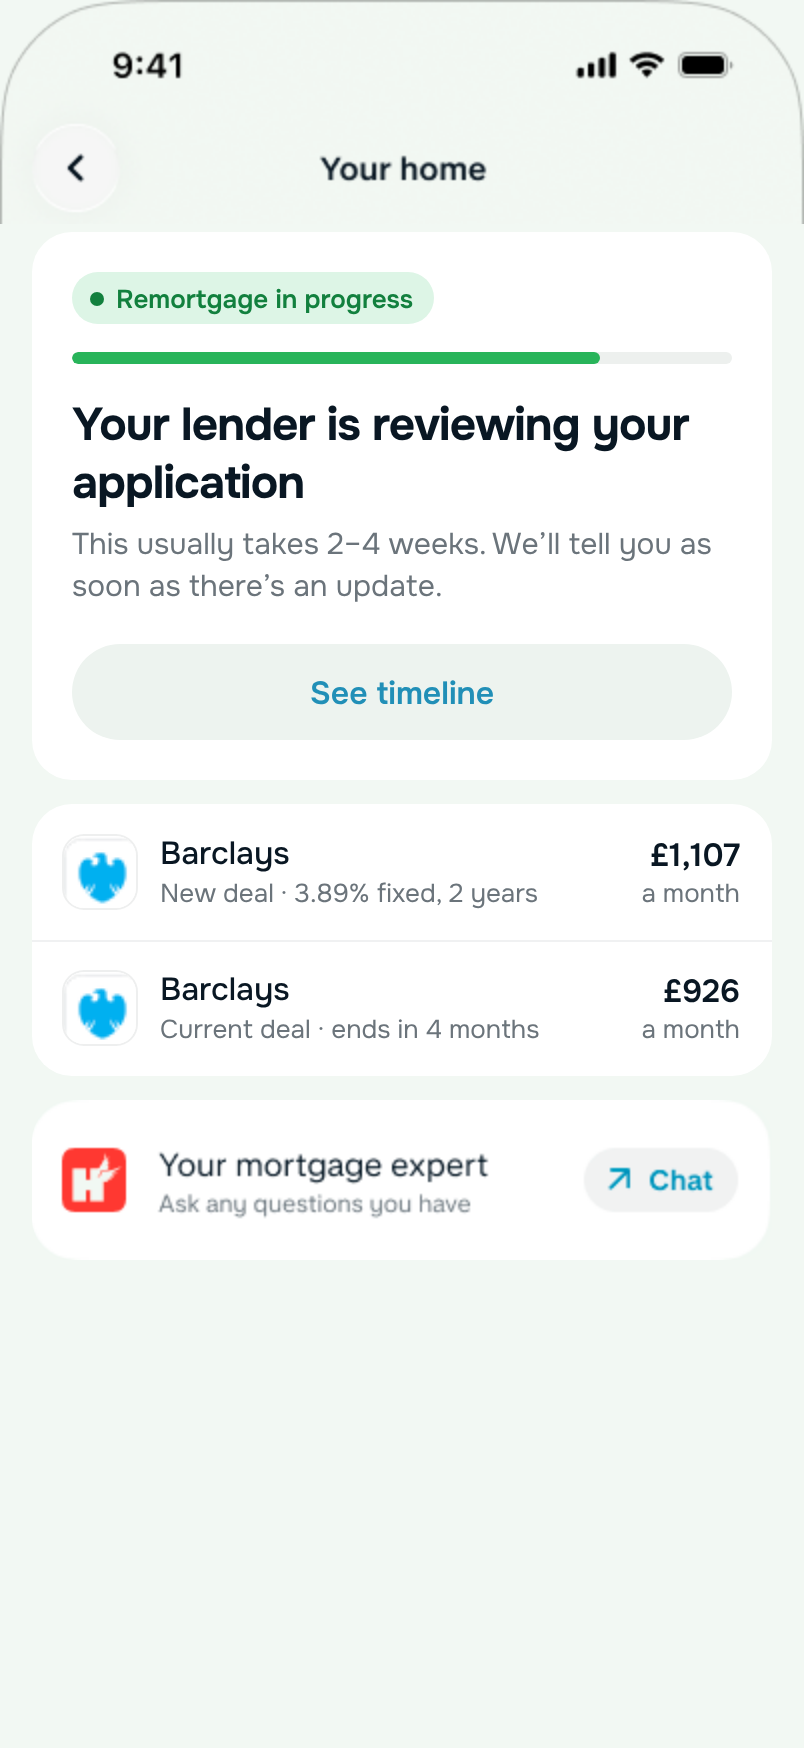 9:41
Your home
Remortgage in progress
Your lender is reviewing your
application
This usually takes 2–4 weeks. We’ll tell you as
soon as there’s an update.
See timeline
Barclays
£1,107
New deal · 3.89% fixed, 2 years
a month
Barclays
£926
Current deal · ends in 4 months
a month
H
Your mortgage expert
Ask any questions you have
Chat